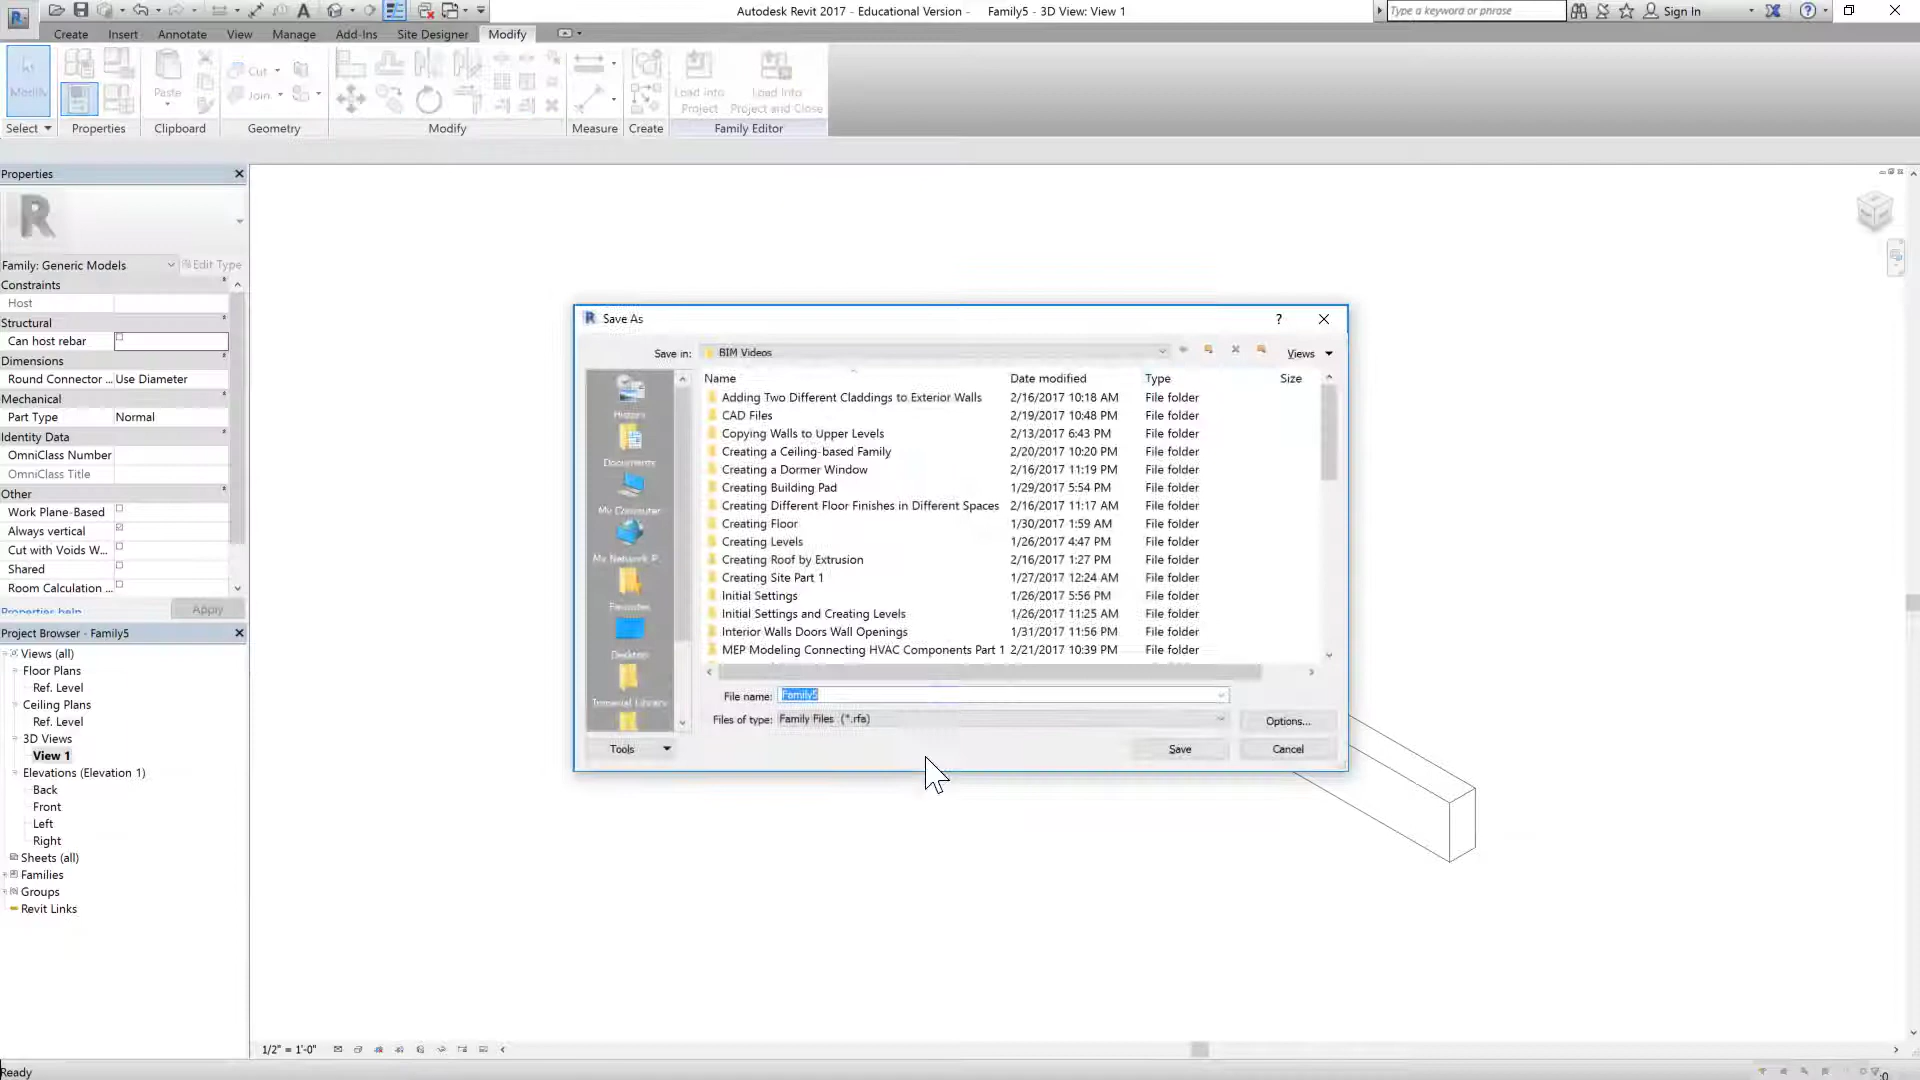 Autodesk Revit 2017 - Educational Version - Family5 - 3D View: View 1
Type a keyword or phrase
Sign In
Create Insert Annotate View Manage Add-Ins Site Designer Modify
Modify
Paste
Cut
Join
Load into Project
Load into Project and Close
Select Properties Clipboard Geometry Modify Measure Create Family Editor
Properties
Family: Generic Models Edit Type
Constraints
Host
Structural
Can host rebar
Dimensions
Round Connector ... Use Diameter
Mechanical
Part Type Normal
Identity Data
OmniClass Number
OmniClass Title
Other
Work Plane-Based
Always vertical
Cut with Voids W...
Shared
Room Calculation ...
Properties help Apply
Project Browser - Family5
Views (all)
Floor Plans
Ref. Level
Ceiling Plans
Ref. Level
3D Views
View 1
Elevations (Elevation 1)
Back
Front
Left
Right
Sheets (all)
Families
Groups
Revit Links
Save As
Save in: BIM Videos Views
Name Date modified Type Size
Adding Two Different Claddings to Exterior Walls 2/16/2017 10:18 AM File folder
CAD Files 2/19/2017 10:48 PM File folder
Copying Walls to Upper Levels 2/13/2017 6:43 PM File folder
Creating a Ceiling-based Family 2/20/2017 10:20 PM File folder
Creating a Dormer Window 2/16/2017 11:19 PM File folder
Creating Building Pad 1/29/2017 5:54 PM File folder
Creating Different Floor Finishes in Different Spaces 2/16/2017 11:17 AM File folder
Creating Floor 1/30/2017 1:59 AM File folder
Creating Levels 1/26/2017 4:47 PM File folder
Creating Roof by Extrusion 2/16/2017 1:27 PM File folder
Creating Site Part 1 1/27/2017 12:24 AM File folder
Initial Settings 1/26/2017 5:56 PM File folder
Initial Settings and Creating Levels 1/26/2017 11:25 AM File folder
Interior Walls Doors Wall Openings 1/31/2017 11:56 PM File folder
MEP Modeling Connecting HVAC Components Part 1 2/21/2017 10:39 PM File folder
History
Documents
My Computer
My Network P...
Favorites
Desktop
File name: Family5
Files of type: Family Files (*.rfa)
Options...
Tools Save Cancel
1/2" = 1'-0"
Ready
:0